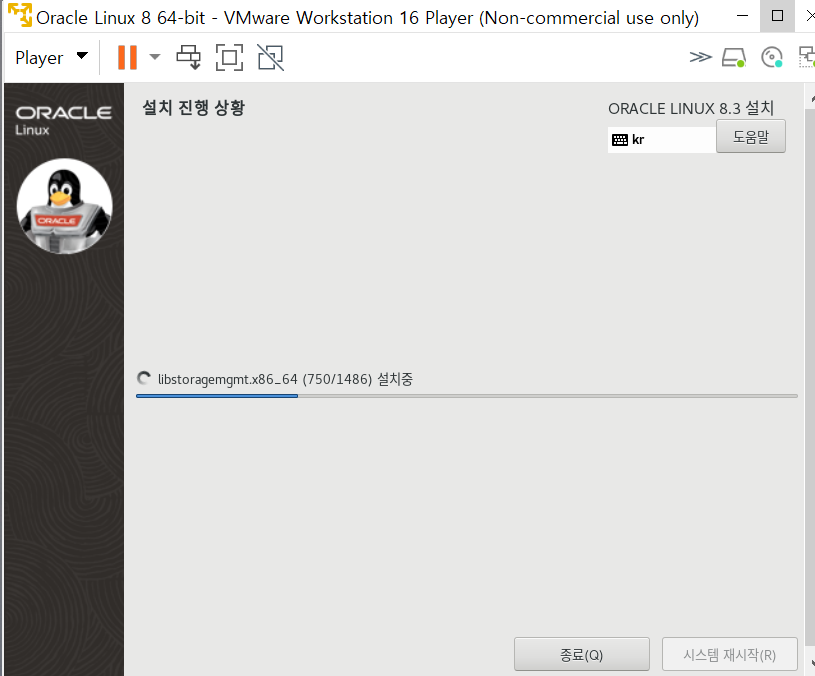 Oracle Linux 8 64-bit - VMware Workstation 16 Player (Non-commercial use only)
Player
ORACLE
Linux
ORACLE
설치 진행 상황
ORACLE LINUX 8.3 설치
kr
도움말
libstoragemgmt.x86_64 (750/1486) 설치중
종료(Q)
시스템 재시작(R)